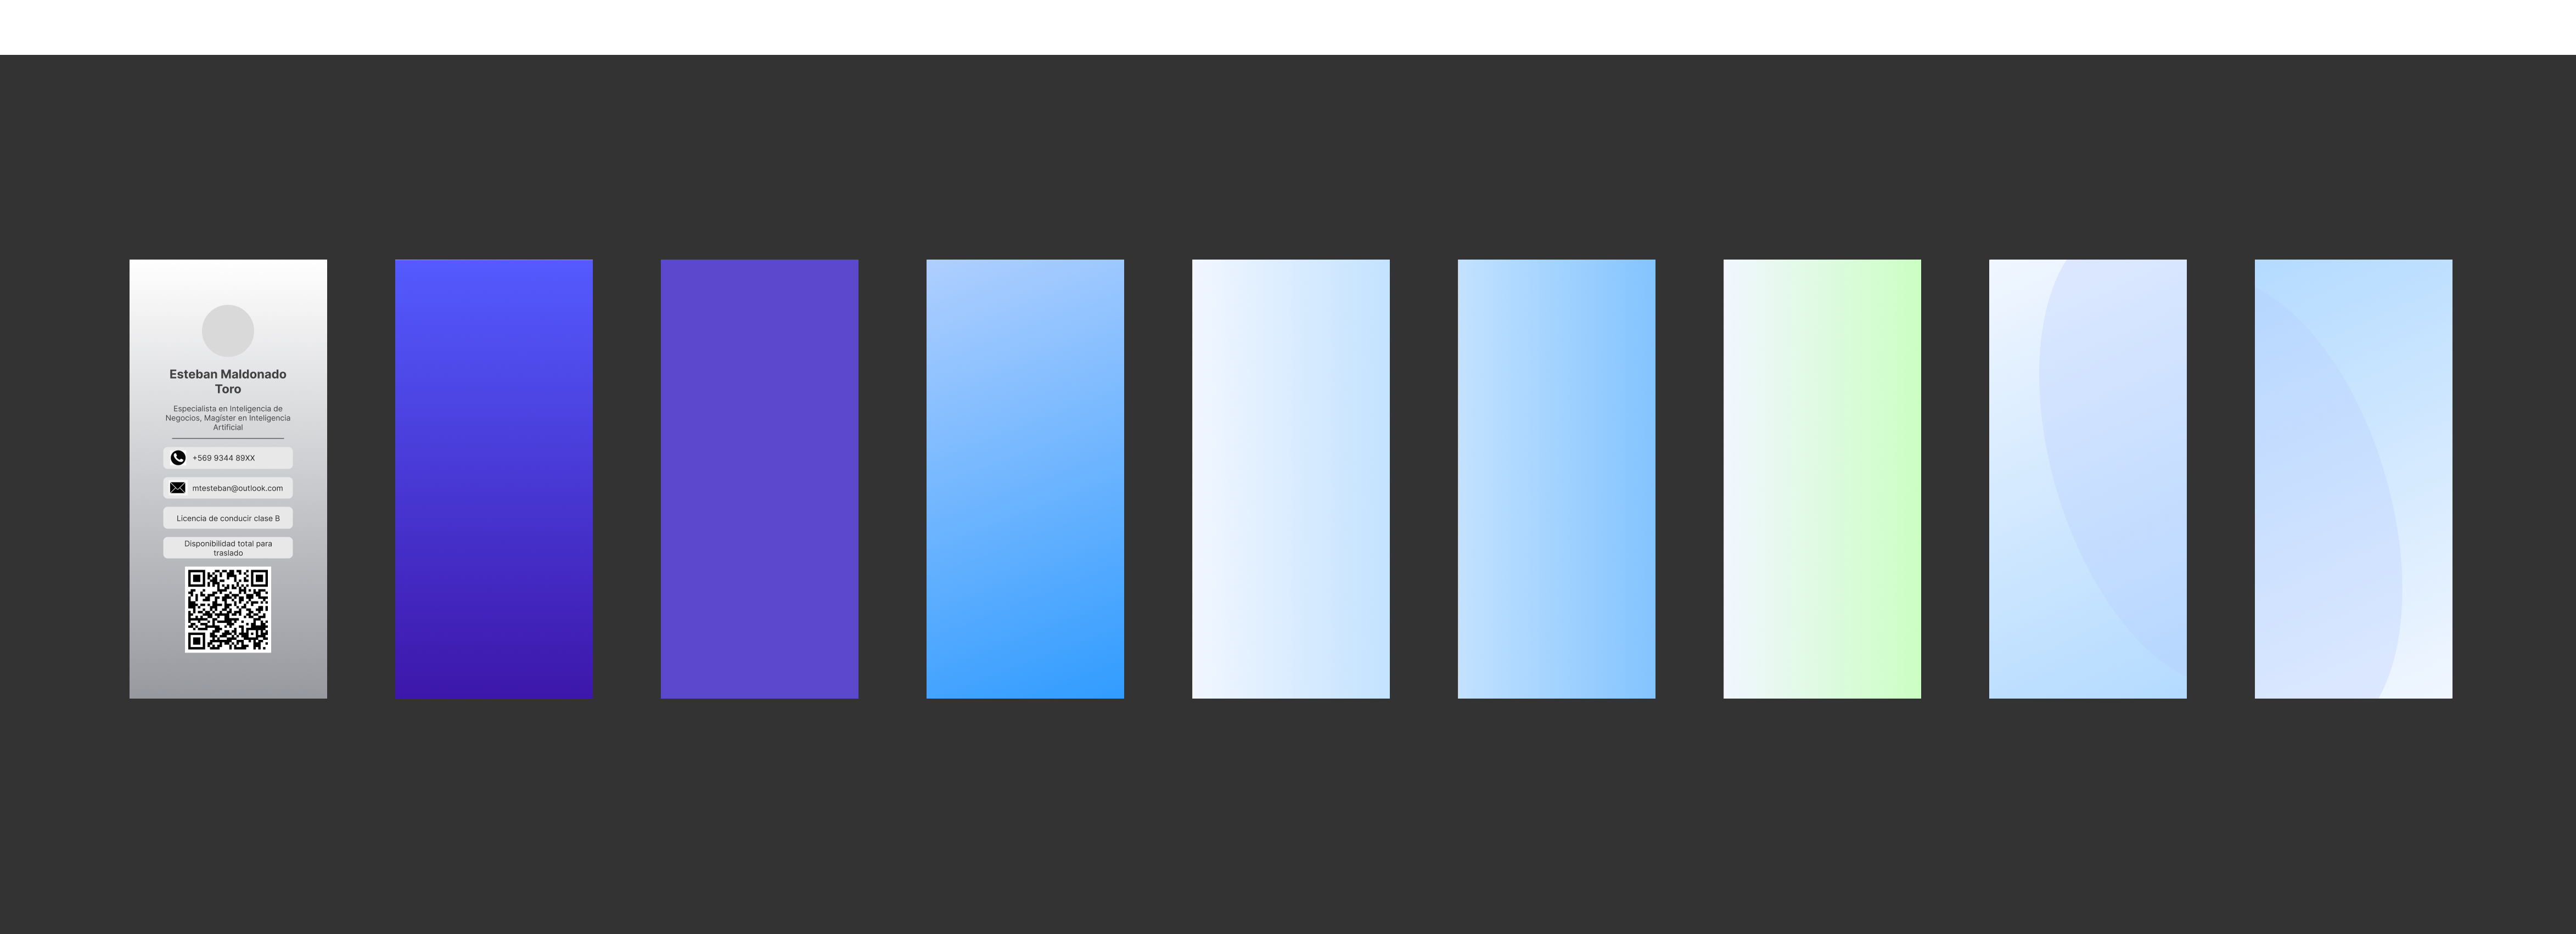 Esteban Maldonado
Toro
Especialista en Inteligencia de
Negocios, Magíster en Inteligencia
Artificial
+569 9344 89XX
mtesteban@outlook.com
Licencia de conducir clase B
Disponibilidad total para
traslado